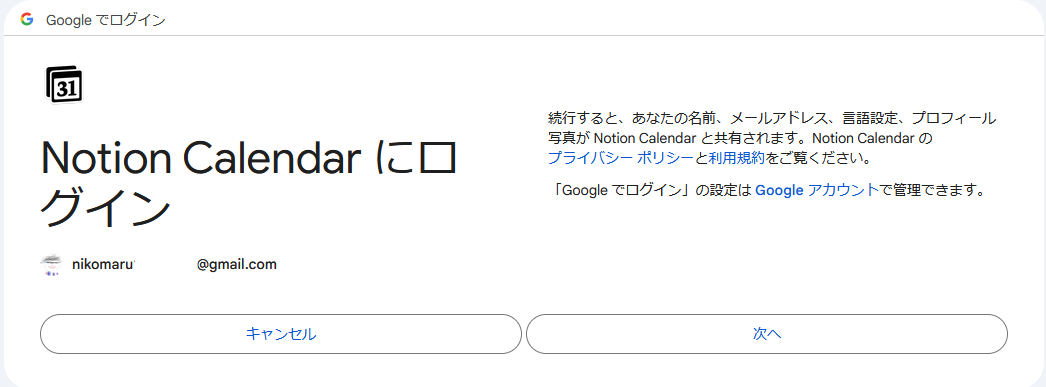 Google でログイン
31
Notion Calendar にロ
グイン
nikomaru @gmail.com
続行すると、あなたの名前、メールアドレス、言語設定、プロフィール
写真が Notion Calendar と共有されます。Notion Calendar の
プライバシー ポリシーと利用規約をご覧ください。
「Google でログイン」の設定は Google アカウントで管理できます。
キャンセル
次へ